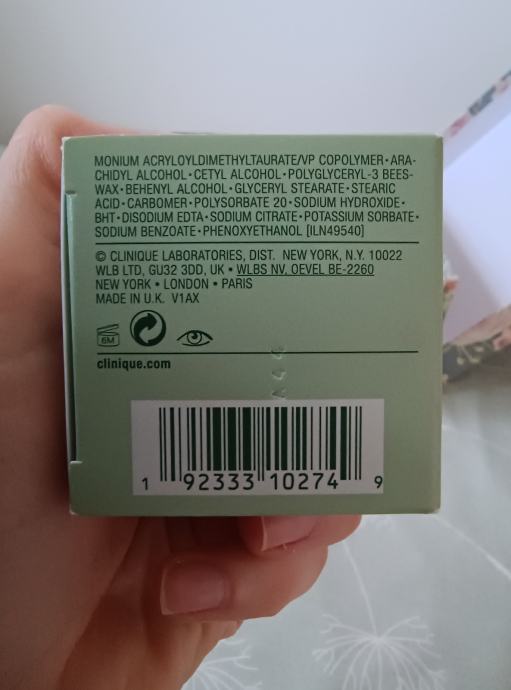 MONIUM ACRYLOYLDIMETHYLTAURATE/VP COPOLYMER • ARA-
CHIDYL ALCOHOL • CETYL ALCOHOL • POLYGLYCERYL-3 BEES-
WAX • BEHENYL ALCOHOL • GLYCERYL STEARATE • STEARIC
ACID • CARBOMER • POLYSORBATE 20 • SODIUM HYDROXIDE •
BHT • DISODIUM EDTA • SODIUM CITRATE • POTASSIUM SORBATE •
SODIUM BENZOATE • PHENOXYETHANOL [ILN49540]
© CLINIQUE LABORATORIES, DIST. NEW YORK, N.Y. 10022
WLB LTD, GU32 3DD, UK • WLBS NV. OEVEL BE-2260
NEW YORK • LONDON • PARIS
MADE IN U.K. V1AX
6M
clinique.com
A44
1 92333 10274 9